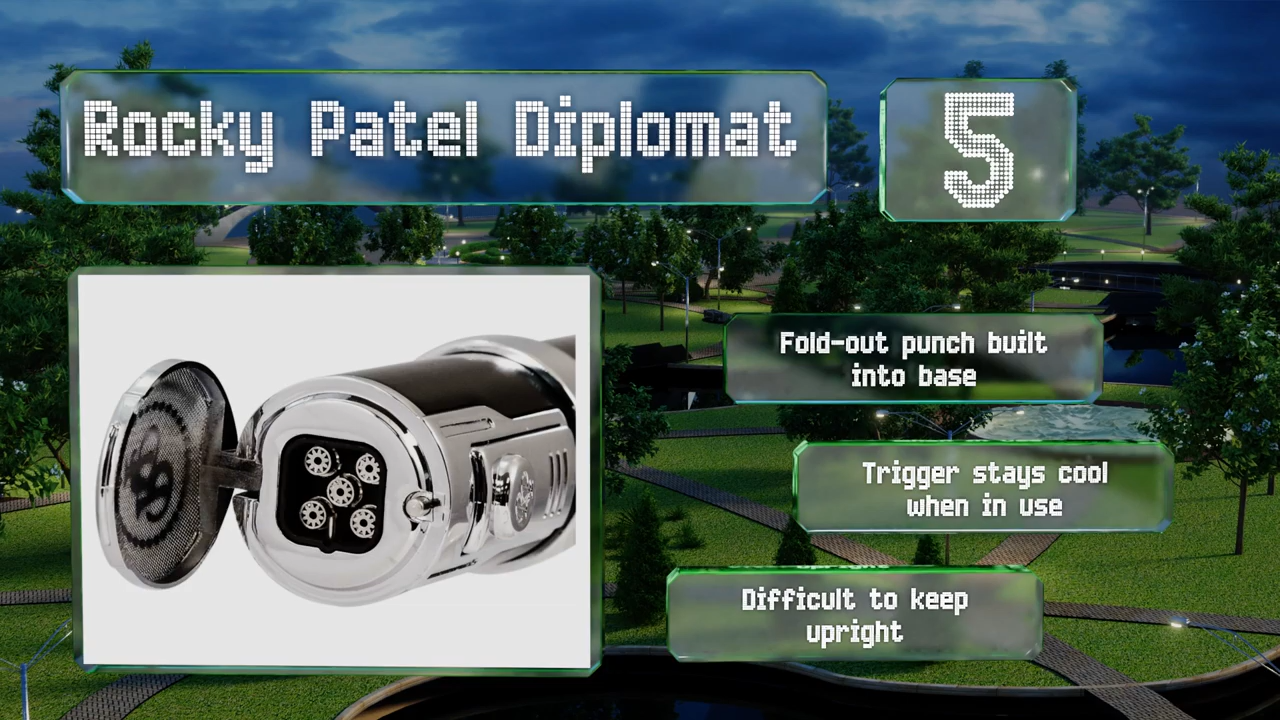 Rocky Patel Diplomat
5
Fold-out punch built
into base
Trigger stays cool
when in use
Difficult to keep
upright